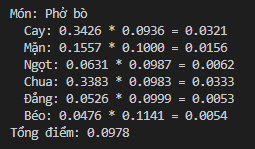 Món: Phở bò
Cay: 0.3426 * 0.0936 = 0.0321
Mặn: 0.1557 * 0.1000 = 0.0156
Ngọt: 0.0631 * 0.0987 = 0.0062
Chua: 0.3383 * 0.0983 = 0.0333
Đắng: 0.0526 * 0.0999 = 0.0053
Béo: 0.0476 * 0.1141 = 0.0054
Tổng điểm: 0.0978